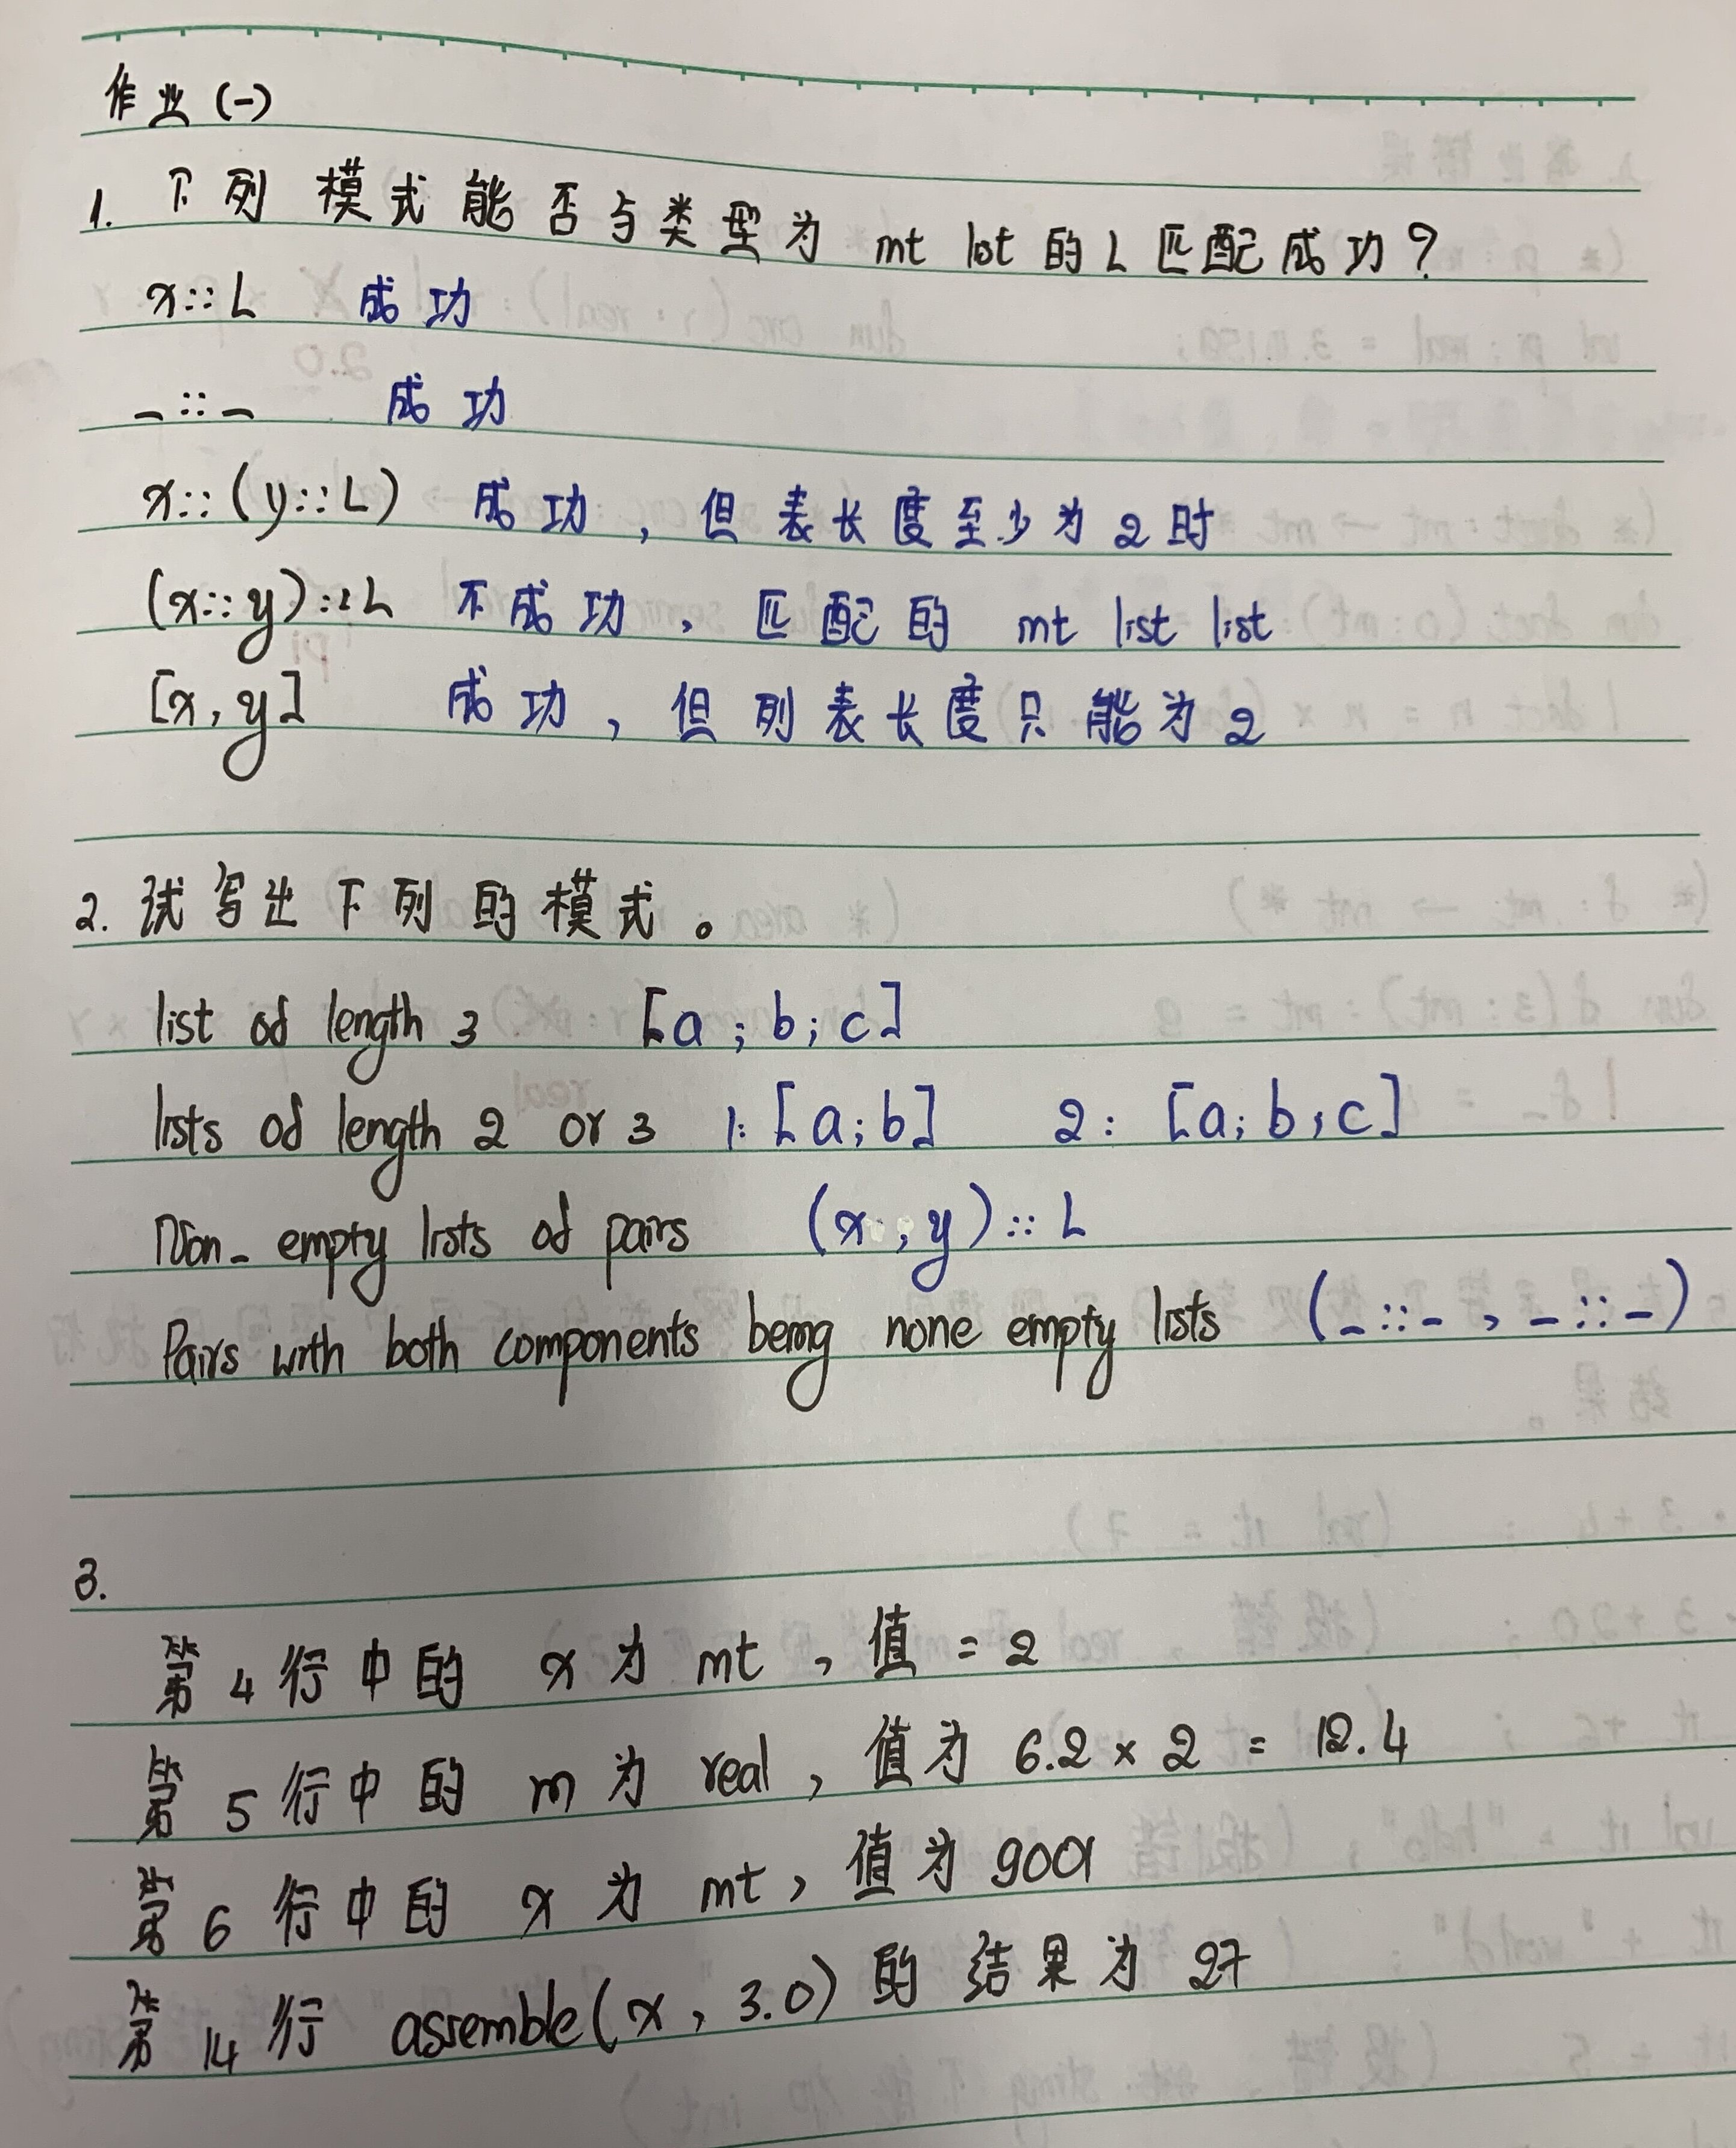 作业(一)
1. 下列 模式能否与类型为 int list 的 L 匹配成功?
x::L 成功
_::_ 成功
x::(y::L) 成功,但表长度至少为2时
(x::y)::L 不成功,匹配的 int list list
[x,y] 成功,但列表长度只能为2
2. 试写出下列的模式。
list of length 3 [a;b;c]
lists of length 2 or 3 1:[a;b] 2: [a;b;c]
Non-empty lists of pairs (x,y)::L
Pairs with both components being none empty lists (_::_,_::_)
3.
第4行中的 x 为 int,值=2
第5行中的 m 为 real,值为 6.2×2=12.4
第6行中的 x 为 int,值为 9001
第14行 assemble(x,3.0)的结果为 27